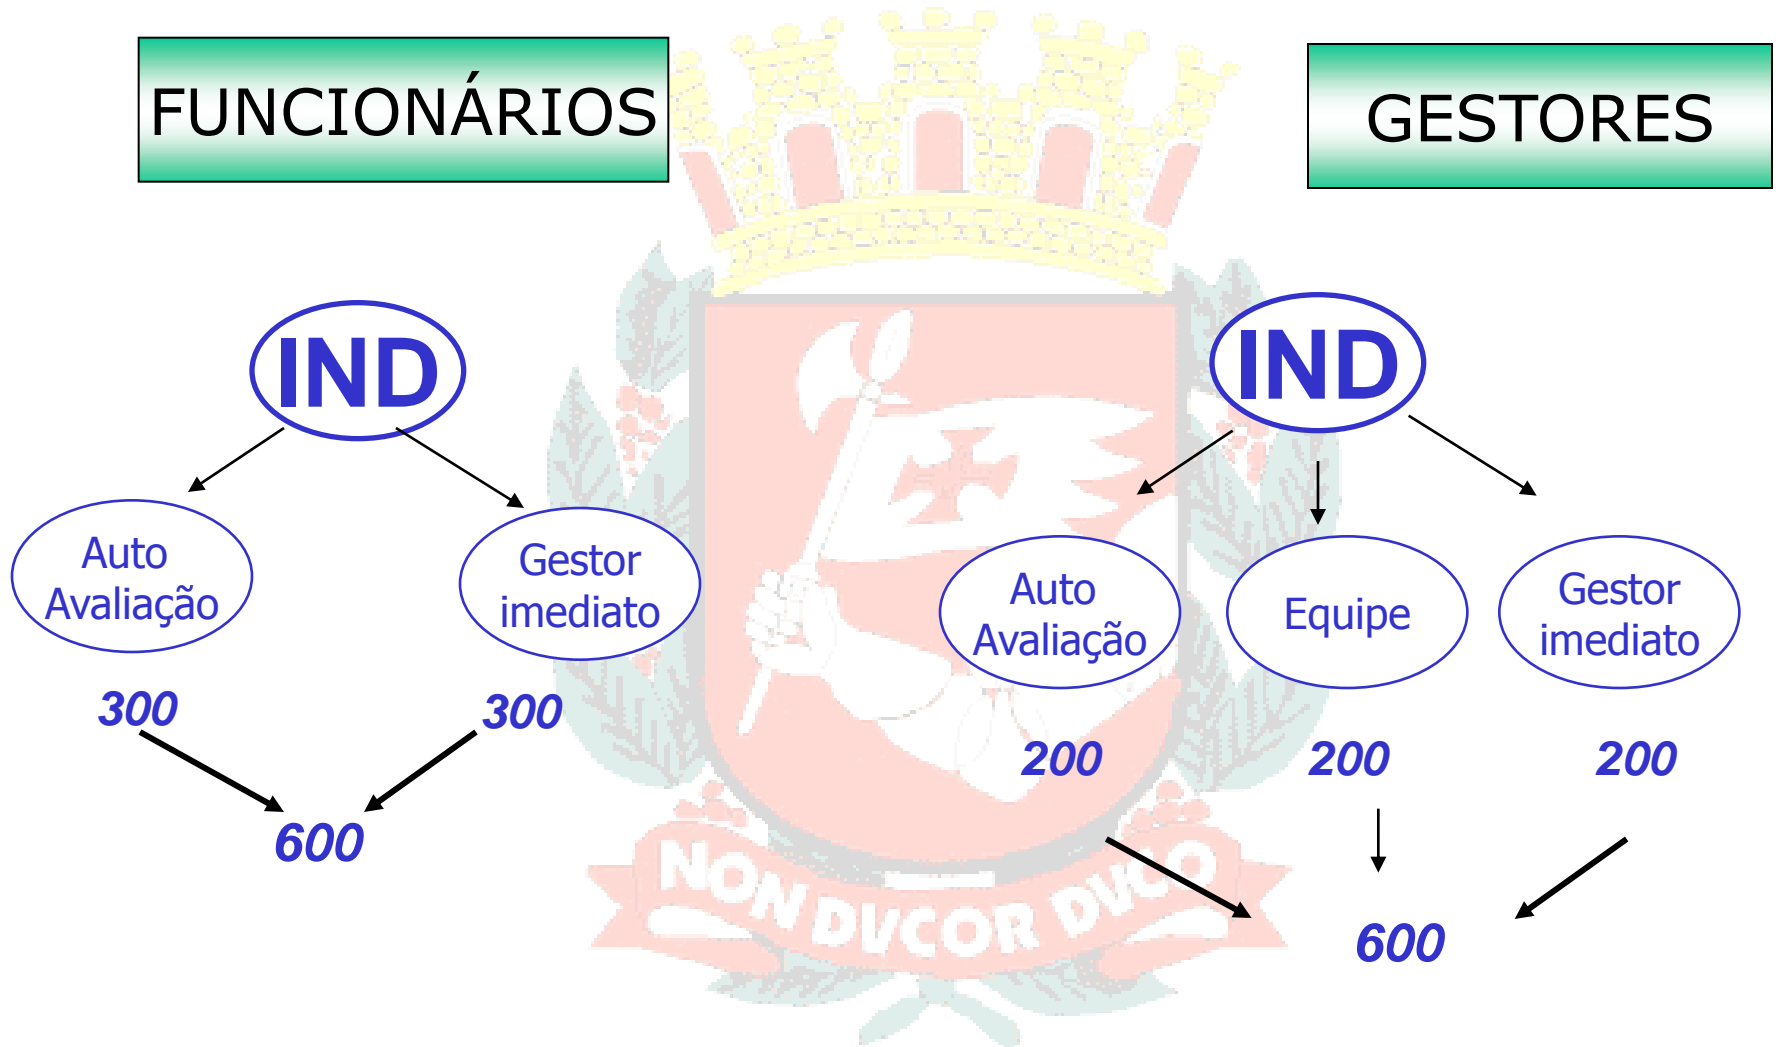 FUNCIONÁRIOS
GESTORES
IND
IND
Auto
Avaliação
Gestor
imediato
Auto
Avaliação
Equipe
Gestor
imediato
300
300
200
200
200
600
600
NON DVCOR DVCO